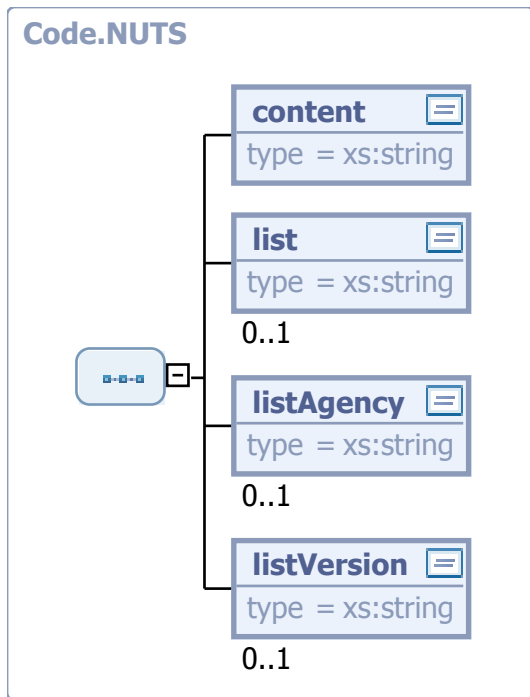 Code.NUTS
content
type = xs:string
list
type = xs:string
0..1
listAgency
type = xs:string
0..1
listVersion
type = xs:string
0..1